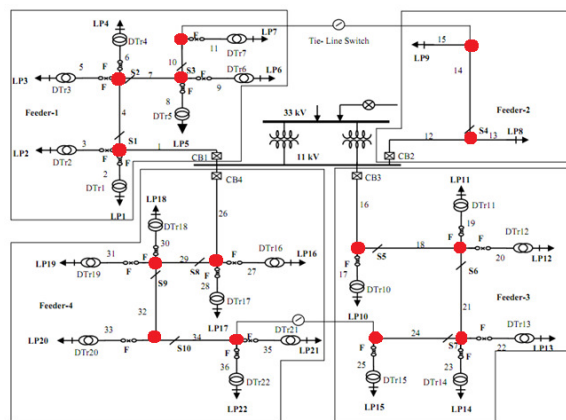 LP4
DTr4
LP7
11
DTr7
Tie- Line Switch
15
LP9
6
F
10
LP3
5
DTr3
F
S2
7
S3
F
DTr6
LP6
9
14
8
F
DTr5
Feeder-1
4
33 kV
Feeder-2
LP2
3
DTr2
F
S1
1
LP5
CB1
11 kV
CB2
12
S4
13
LP8
2
F
DTr1
LP1
CB4
CB3
LP18
DTr18
26
16
LP11
DTr11
LP19
31
DTr19
F
30
F
29
S8
F
27
DTr16
LP16
19
F
DTr12
20
LP12
S5
18
S6
17
F
DTr10
LP10
S9
28
F
DTr17
LP17
Feeder-4
32
Feeder-3
21
LP20
33
DTr20
F
S10
34
F
DTr21
35
LP21
24
S7
F
DTr13
22
LP13
36
F
DTr22
LP22
25
F
DTr15
LP15
23
F
DTr14
LP14